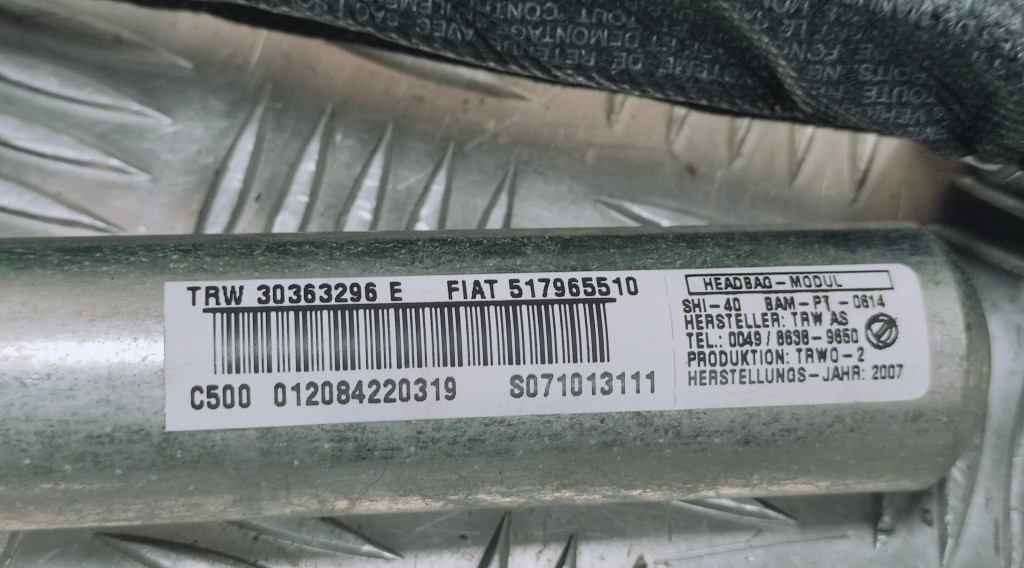 TRW 30363296 E FIAT 517965510
C500 012084220319 S071013111
HEADBAG-MODUL
SHI-40 BAM-PT-0614
HERSTELLER: TRW AS
TEL.: 0049/8638-9650
PRODUKTION: TRWO-2
HERSTELLUNGS-JAHR: 2007